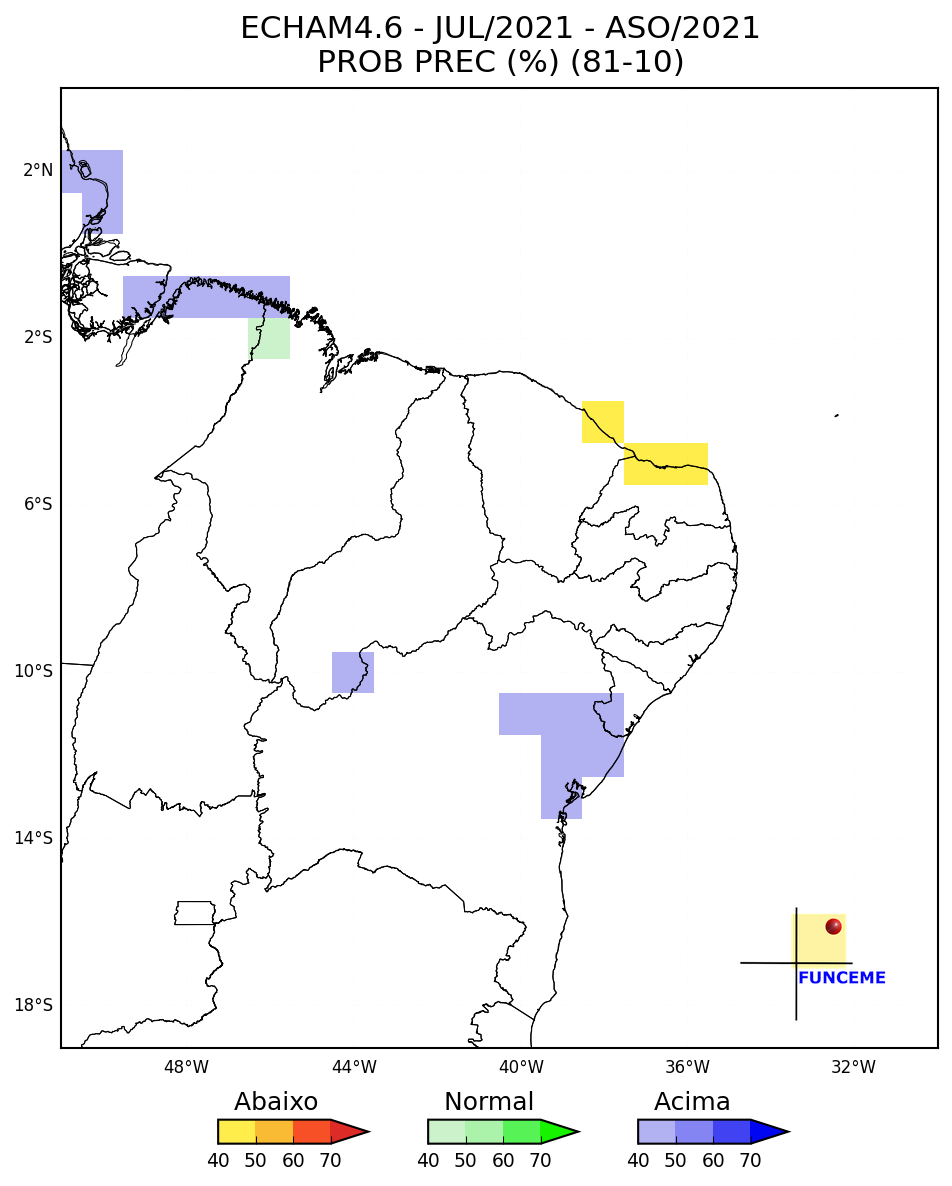 ECHAM4.6 - JUL/2021 - ASO/2021
PROB PREC (%) (81-10)
2°N
2°S
6°S
10°S
14°S
18°S
FUNCEME
48°W 44°W 40°W 36°W 32°W
Abaixo Normal Acima
40 50 60 70 40 50 60 70 40 50 60 70